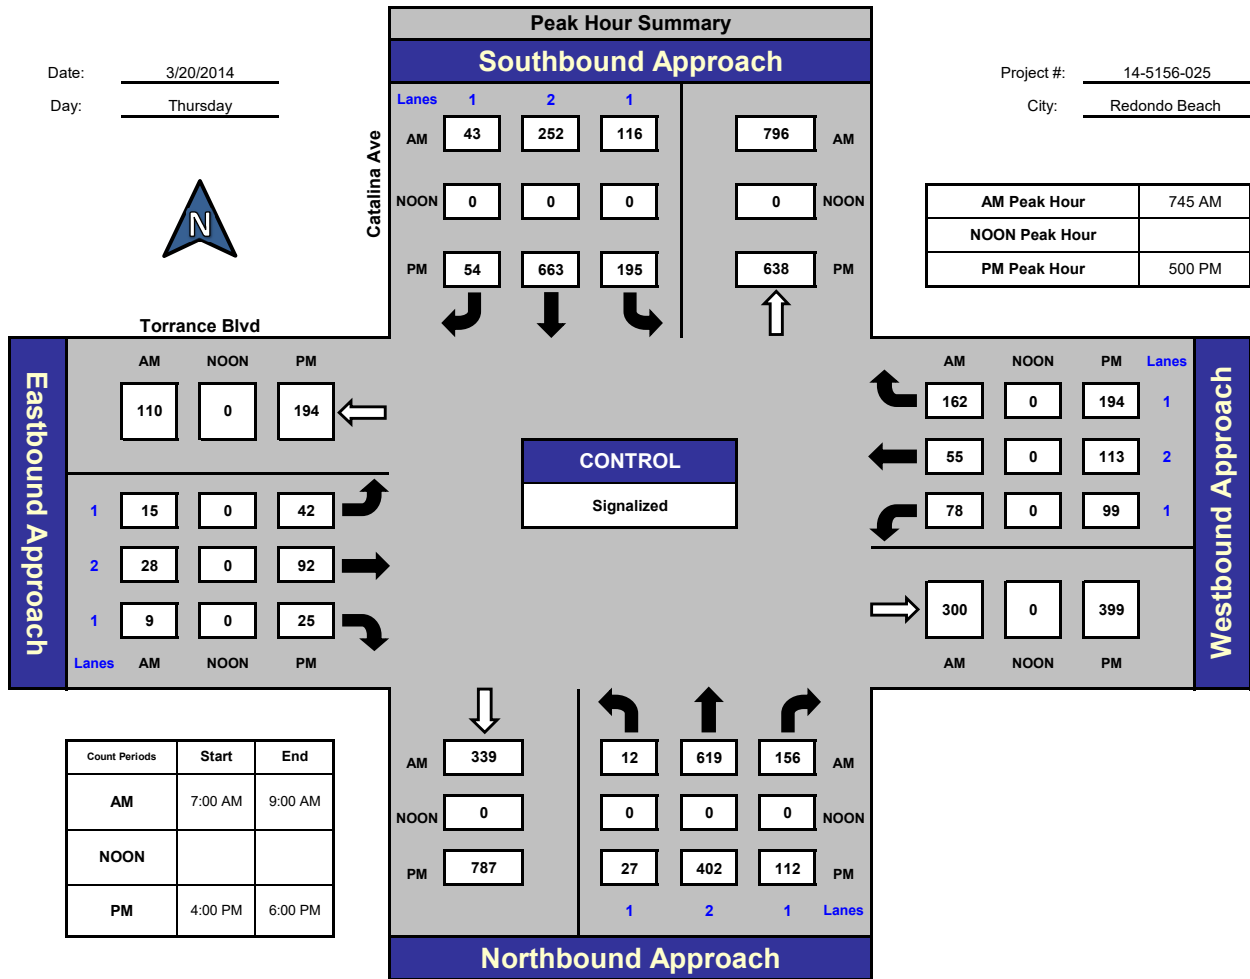 Peak Hour Summary
Southbound Approach
Date: 3/20/2014
Day: Thursday
Project #: 14-5156-025
City: Redondo Beach
Catalina Ave
Lanes 1 2 1
AM 43 252 116 796 AM
NOON 0 0 0 0 NOON
PM 54 663 195 638 PM
N
AM Peak Hour 745 AM
NOON Peak Hour
PM Peak Hour 500 PM
Torrance Blvd
Eastbound Approach
AM NOON PM
110 0 194
1 15 0 42
2 28 0 92
1 9 0 25
Lanes AM NOON PM
CONTROL
Signalized
AM NOON PM Lanes
162 0 194 1
55 0 113 2
78 0 99 1
300 0 399
AM NOON PM
Westbound Approach
Count Periods Start End
AM 7:00 AM 9:00 AM
NOON
PM 4:00 PM 6:00 PM
AM 339 12 619 156 AM
NOON 0 0 0 0 NOON
PM 787 27 402 112 PM
1 2 1 Lanes
Northbound Approach